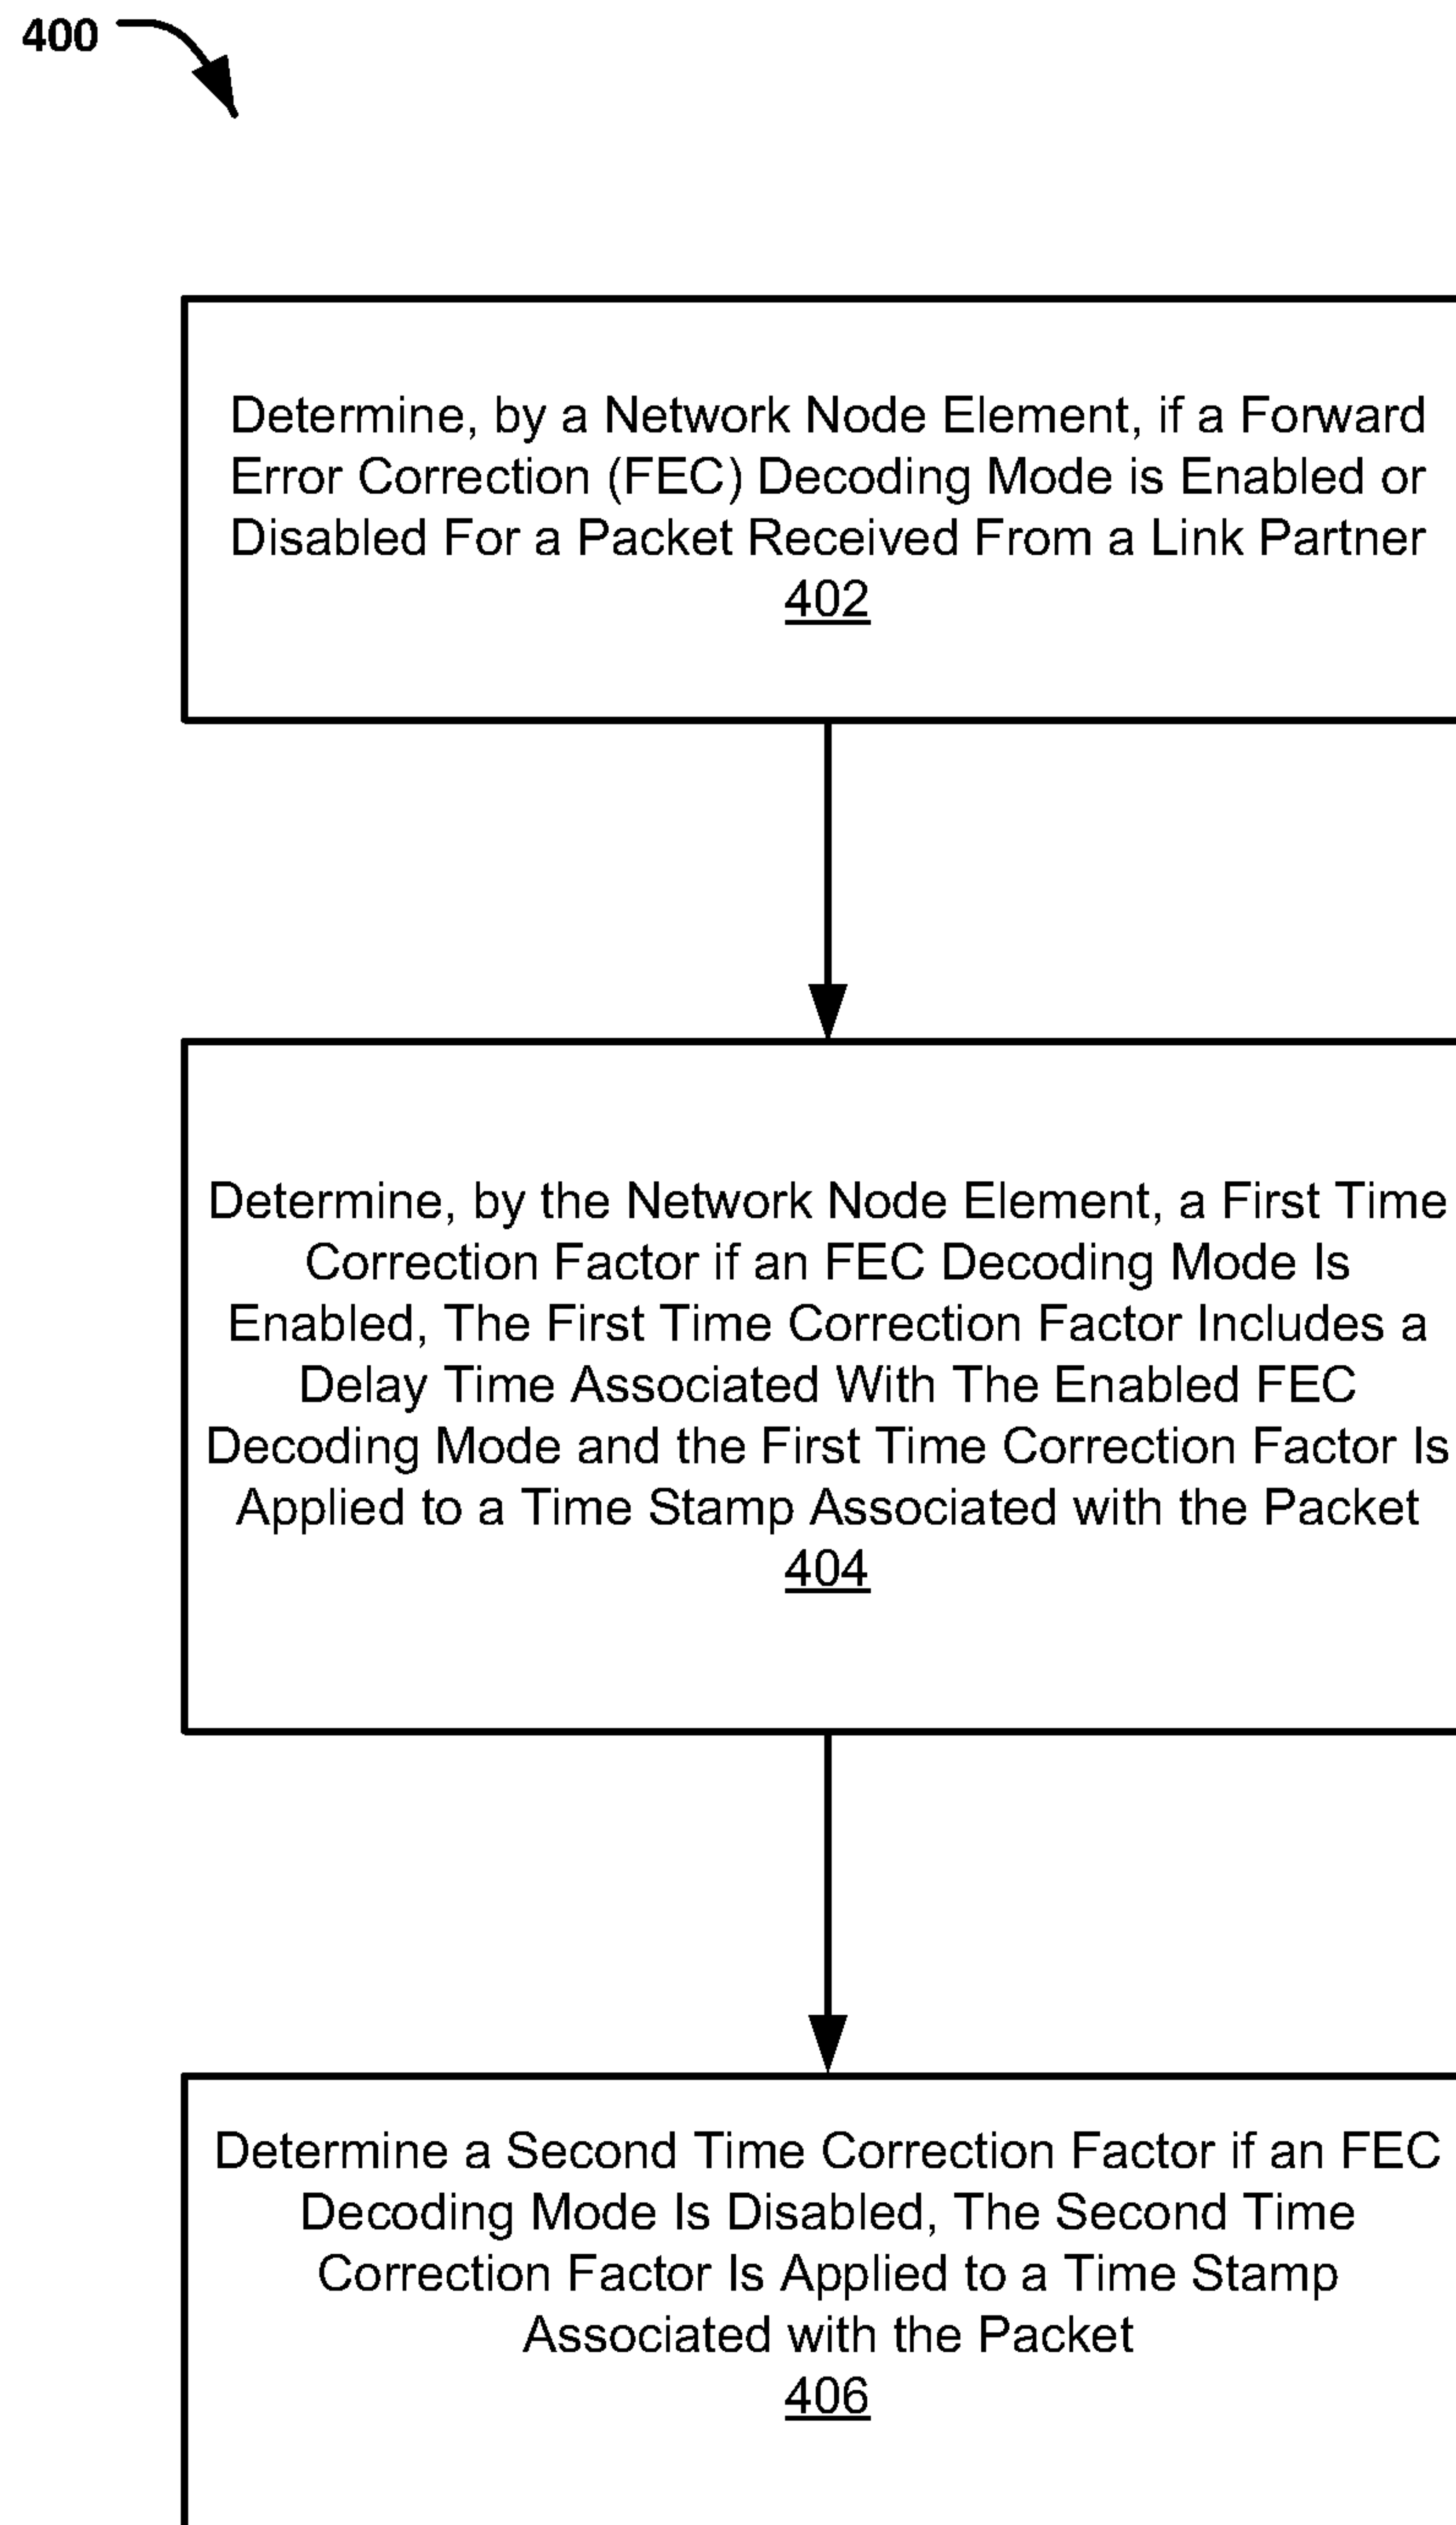 400
Determine, by a Network Node Element, if a Forward
Error Correction (FEC) Decoding Mode is Enabled or
Disabled For a Packet Received From a Link Partner
402
Determine, by the Network Node Element, a First Time
Correction Factor if an FEC Decoding Mode Is
Enabled, The First Time Correction Factor Includes a
Delay Time Associated With The Enabled FEC
Decoding Mode and the First Time Correction Factor Is
Applied to a Time Stamp Associated with the Packet
404
Determine a Second Time Correction Factor if an FEC
Decoding Mode Is Disabled, The Second Time
Correction Factor Is Applied to a Time Stamp
Associated with the Packet
406